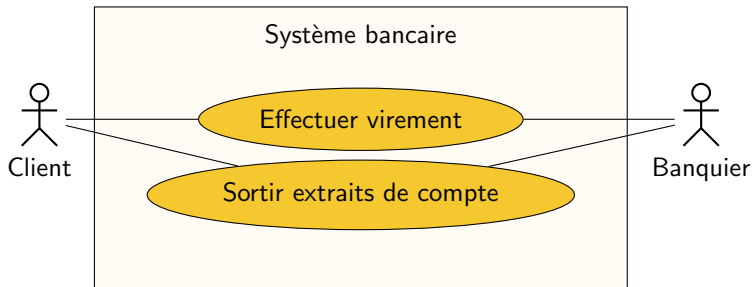 Système bancaire
Effectuer virement
Client
Banquier
Sortir extraits de compte